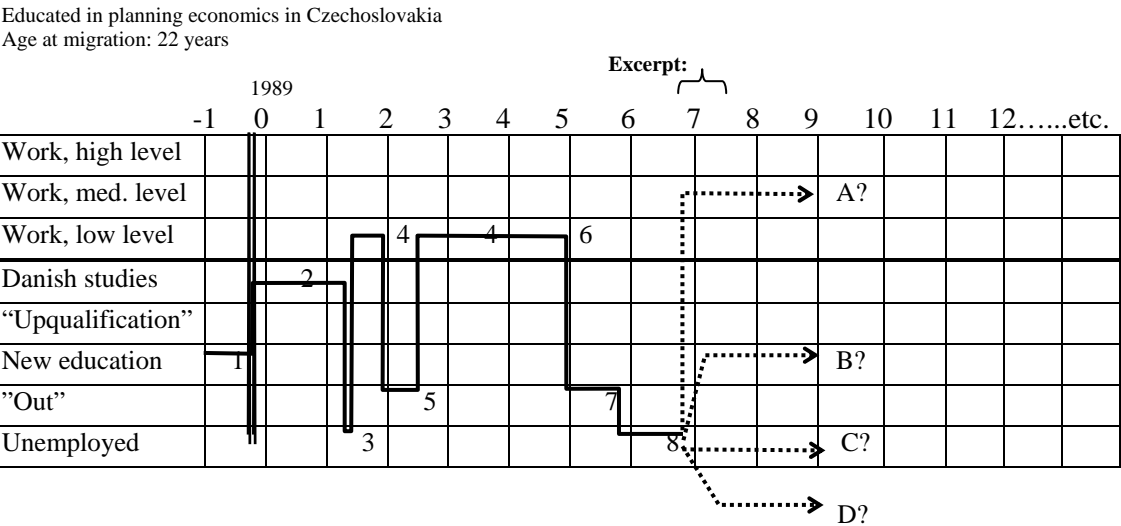 Educated in planning economics in Czechoslovakia
Age at migration: 22 years
Excerpt:
1989
-1 0 1 2 3 4 5 6 7 8 9 10 11 12…...etc.
Work, high level
Work, med. level A?
Work, low level 4 4 6
Danish studies 2
“Upqualification”
New education 1 B?
”Out” 5 7
Unemployed 3 8 C?
D?